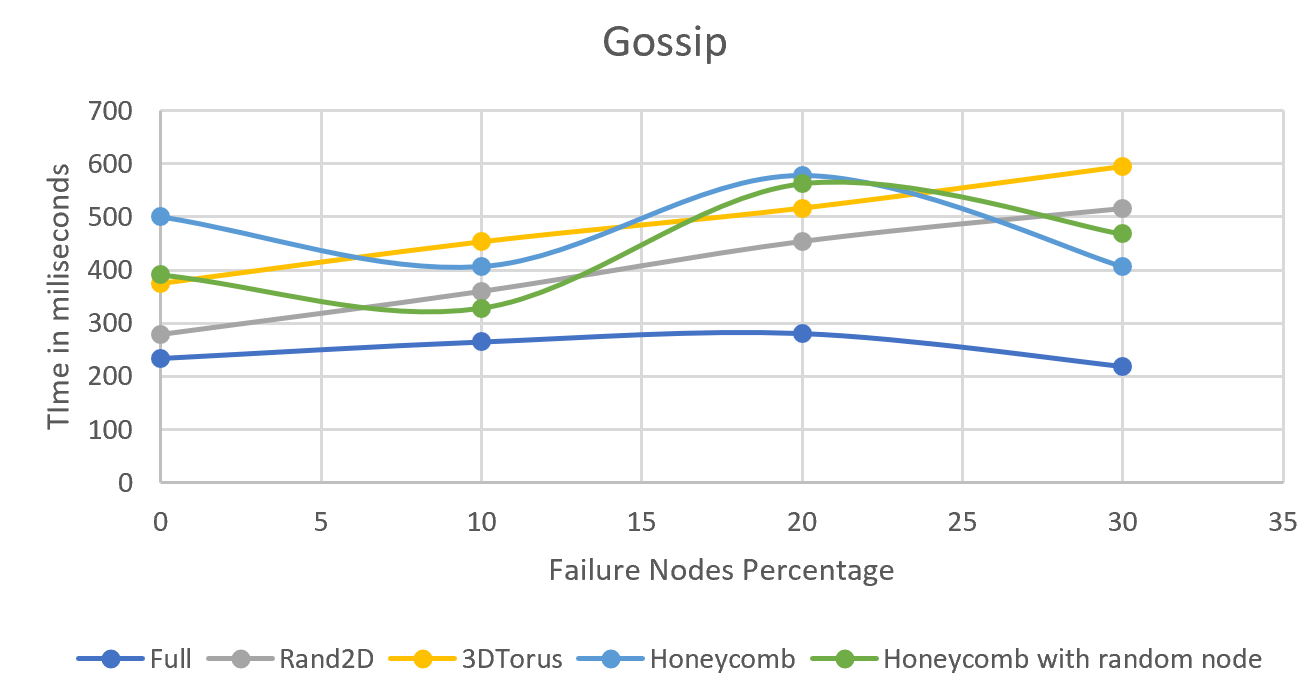 Gossip
TIme in miliseconds
700
600
500
400
300
200
100
0
0 5 10 15 20 25 30 35
Failure Nodes Percentage
Full Rand2D 3DTorus Honeycomb Honeycomb with random node